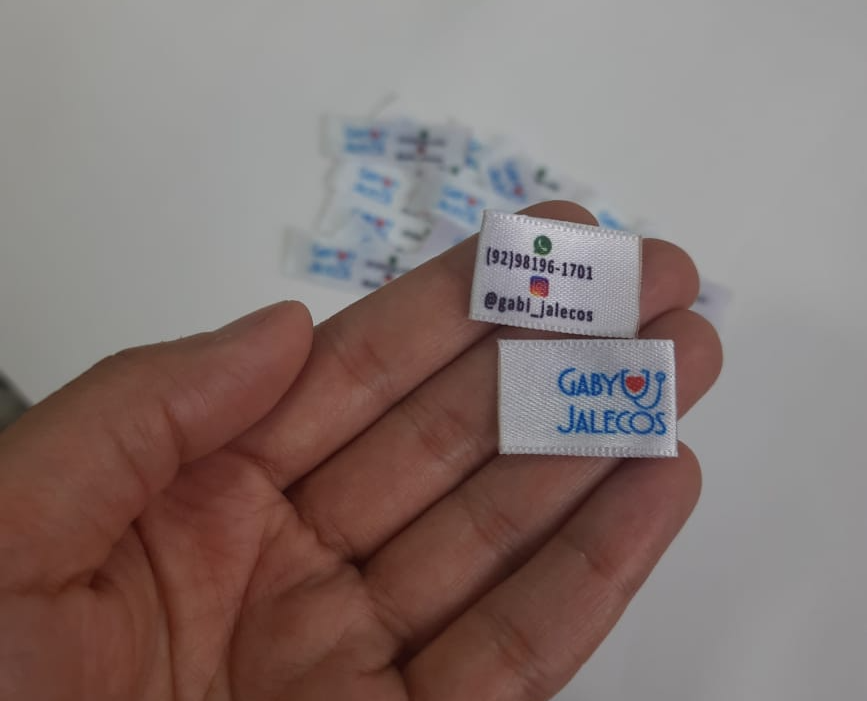 (92)98196-1701
@gabi_jalecos
GABY
JALECOS